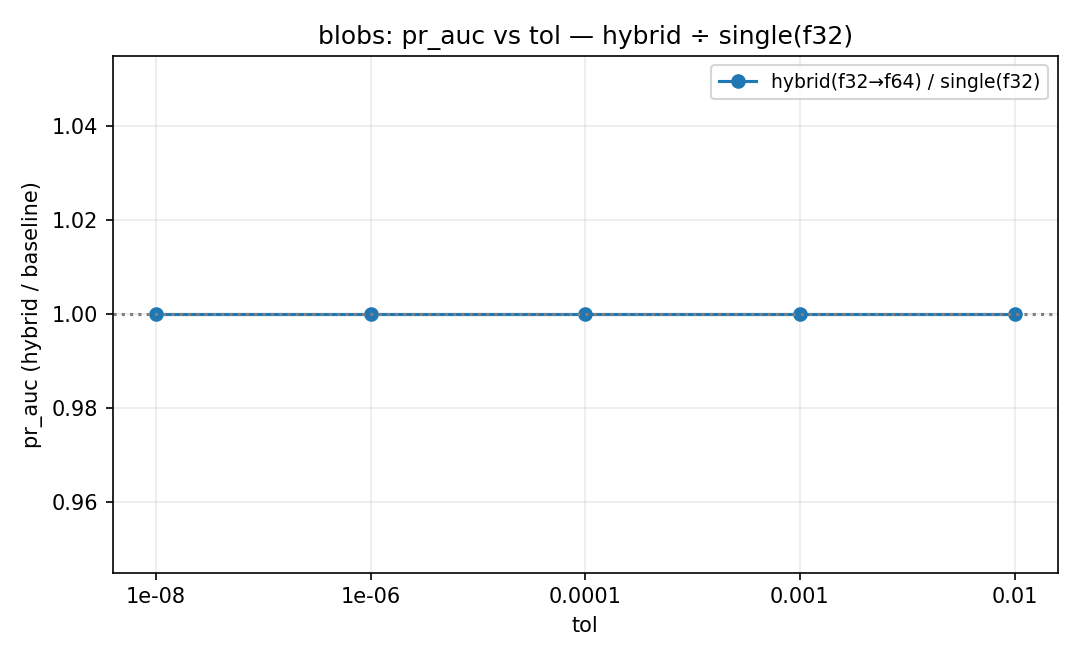 blobs: pr_auc vs tol — hybrid ÷ single(f32)
hybrid(f32→f64) / single(f32)
pr_auc (hybrid / baseline)
1.04
1.02
1.00
0.98
0.96
1e-08 1e-06 0.0001 0.001 0.01
tol